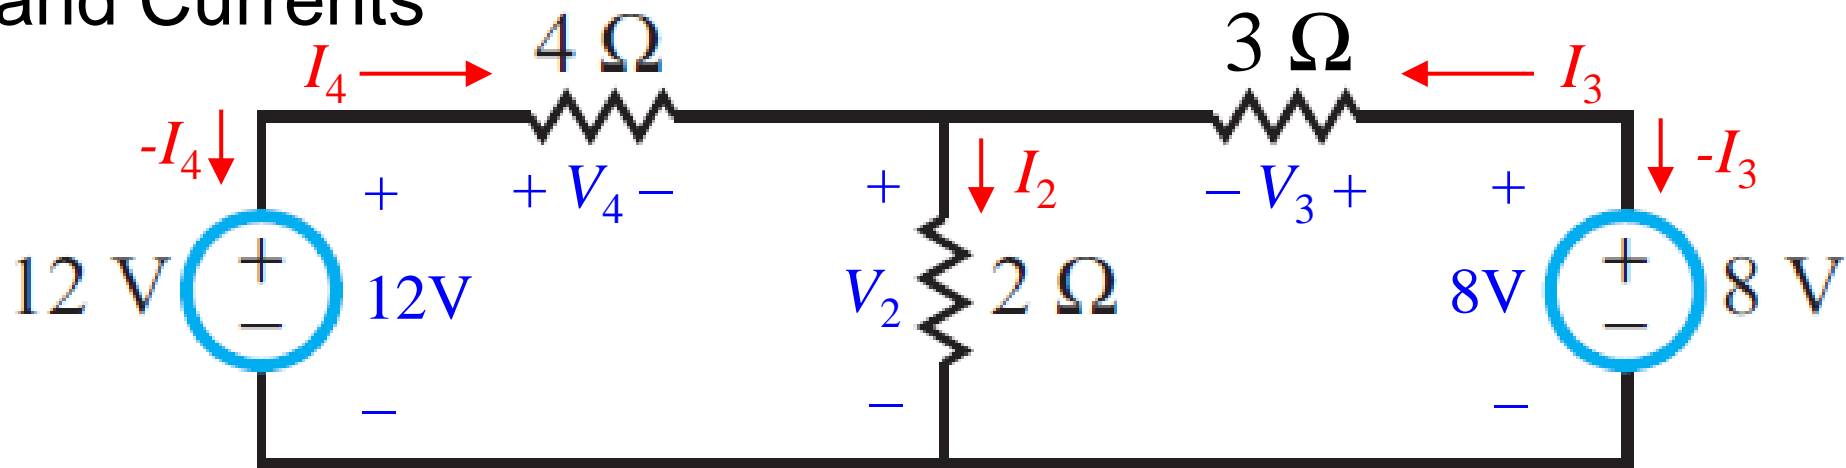 and Currents
I₄ 4 Ω 3 Ω I₃
-I₄ I₂ -I₃
+ + V₄ − + − V₃ + +
12 V + − 12V V₂ 2 Ω 8V + − 8 V
− − −